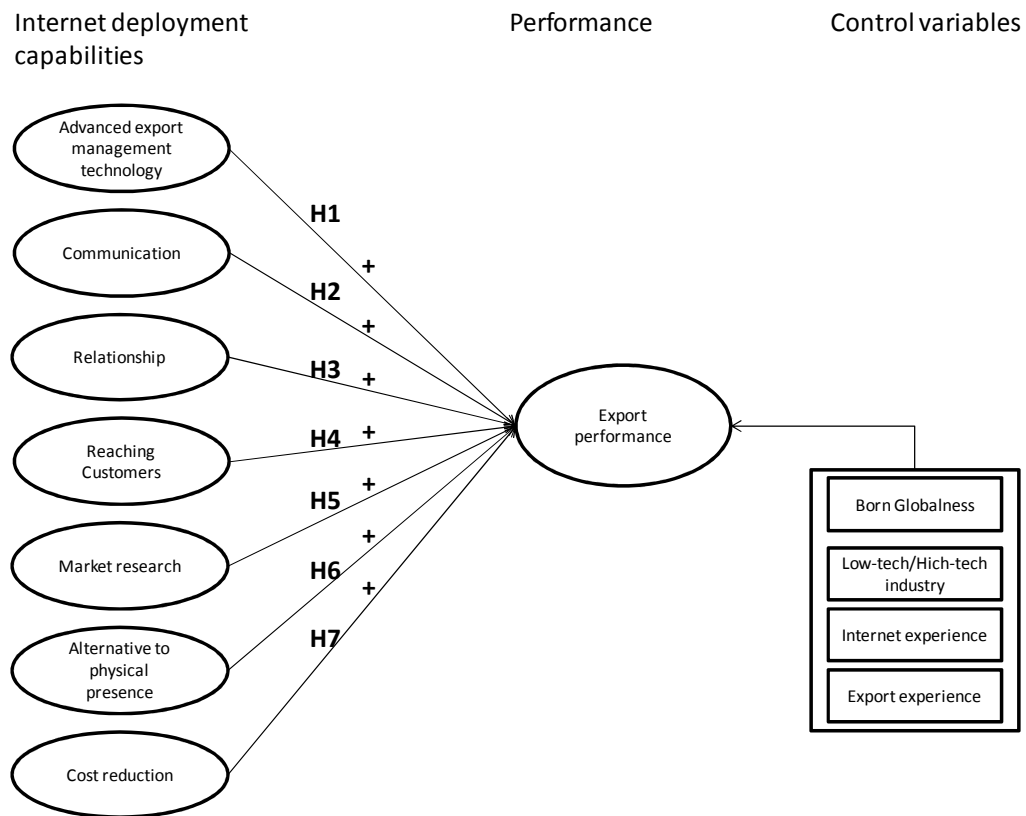 Internet deployment
capabilities
Performance
Control variables
Advanced export
management
technology
Communication
Relationship
Reaching
Customers
Market research
Alternative to
physical
presence
Cost reduction
H1
+
H2
+
H3
+
H4
+
H5
+
H6
+
H7
+
Export
performance
Born Globalness
Low-tech/Hich-tech
industry
Internet experience
Export experience